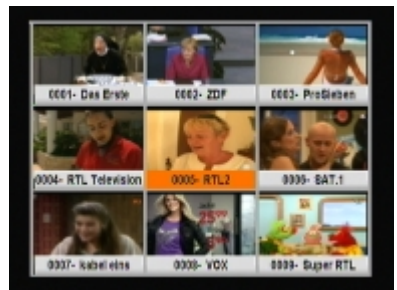 0001- Das Erste
0002- ZDF
0003- ProSieben
0004- RTL Television
0005- RTL2
0006- SAT.1
0007- kabel eins
0008- VOX
0009- Super RTL
25⁹⁹